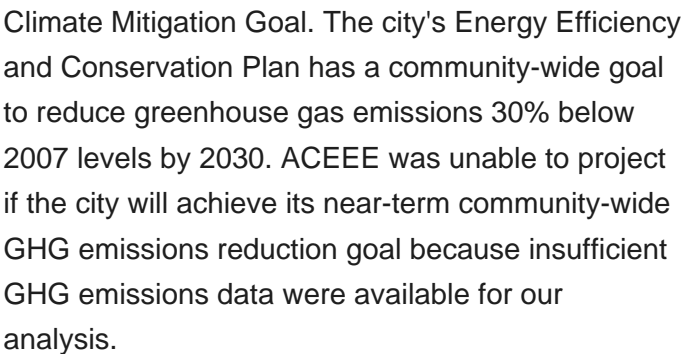 Climate Mitigation Goal. The city's Energy Efficiency
and Conservation Plan has a community-wide goal
to reduce greenhouse gas emissions 30% below
2007 levels by 2030. ACEEE was unable to project
if the city will achieve its near-term community-wide
GHG emissions reduction goal because insufficient
GHG emissions data were available for our
analysis.